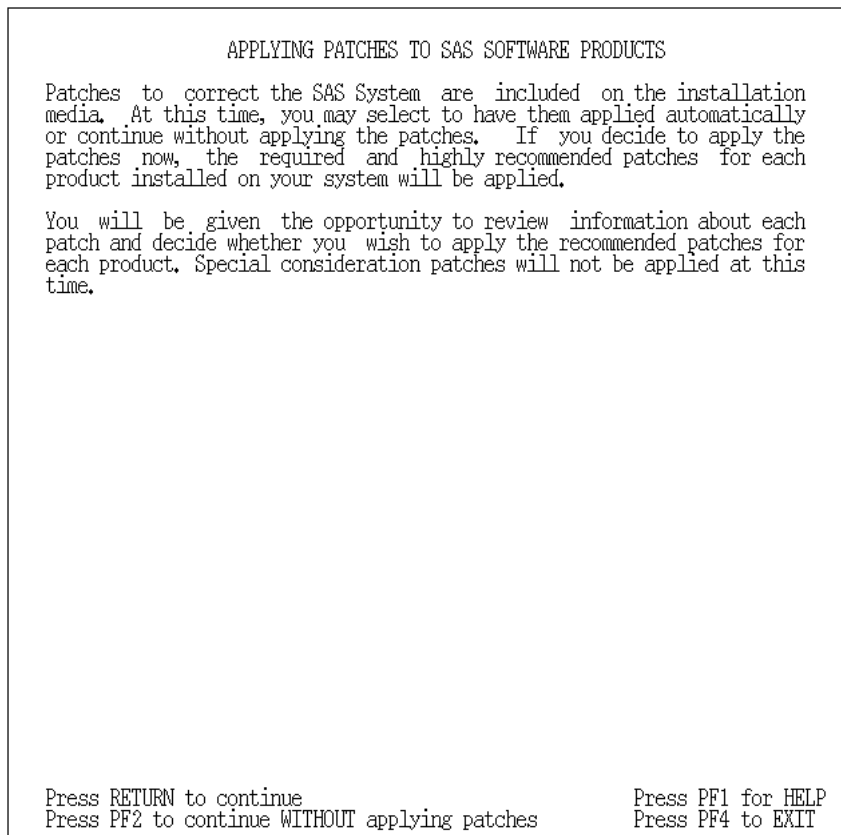 APPLYING PATCHES TO SAS SOFTWARE PRODUCTS
Patches to correct the SAS System are included on the installation
media. At this time, you may select to have them applied automatically
or continue without applying the patches. If you decide to apply the
patches now, the required and highly recommended patches for each
product installed on your system will be applied.
You will be given the opportunity to review information about each
patch and decide whether you wish to apply the recommended patches for
each product. Special consideration patches will not be applied at this
time.
Press RETURN to continue Press PF1 for HELP
Press PF2 to continue WITHOUT applying patches Press PF4 to EXIT